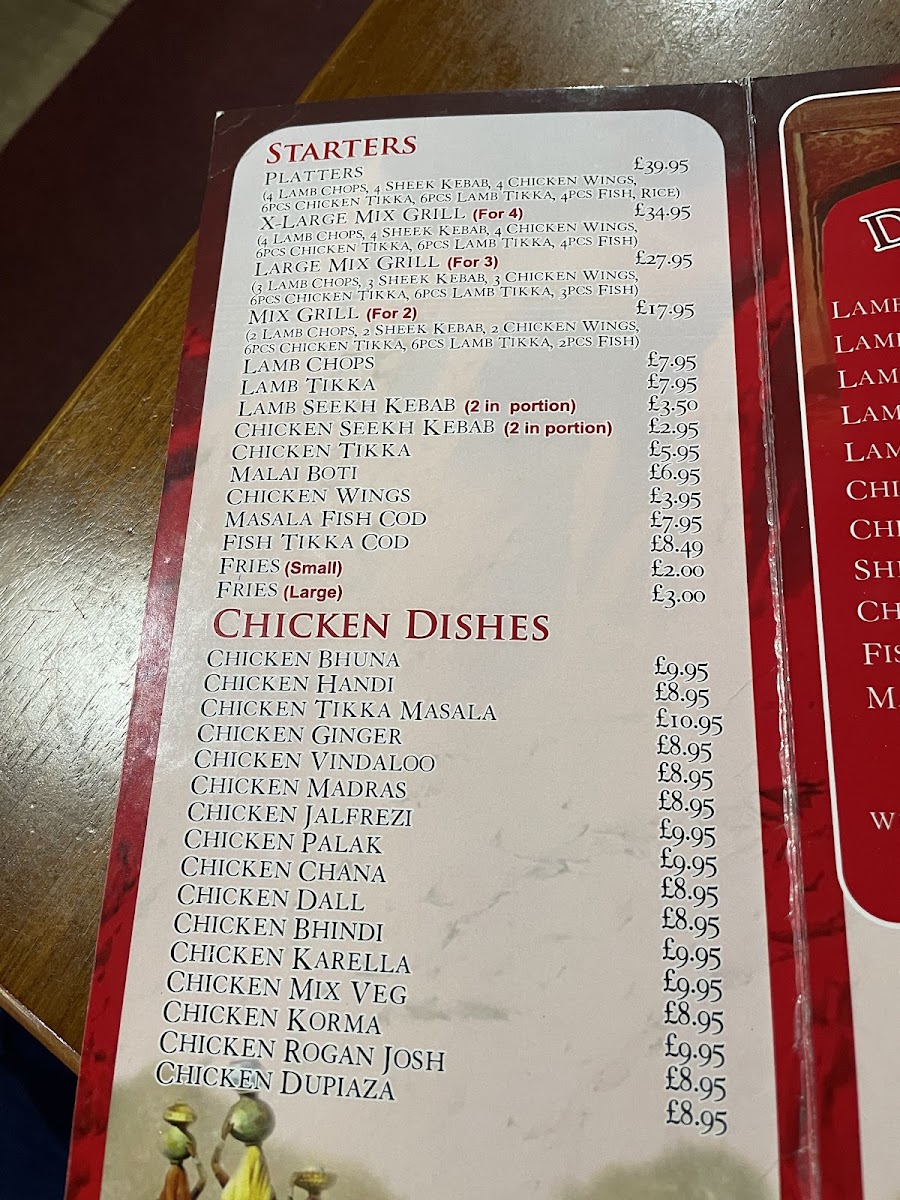 STARTERS
PLATTERS £39.95
(4 LAMB CHOPS, 4 SHEEK KEBAB, 4 CHICKEN WINGS,
6PCS CHICKEN TIKKA, 6PCS LAMB TIKKA, 4PCS FISH, RICE)
X-LARGE MIX GRILL (For 4) £34.95
(4 LAMB CHOPS, 4 SHEEK KEBAB, 4 CHICKEN WINGS,
6PCS CHICKEN TIKKA, 6PCS LAMB TIKKA, 4PCS FISH)
LARGE MIX GRILL (For 3) £27.95
(3 LAMB CHOPS, 3 SHEEK KEBAB, 3 CHICKEN WINGS,
6PCS CHICKEN TIKKA, 6PCS LAMB TIKKA, 3PCS FISH)
MIX GRILL (For 2) £17.95
(2 LAMB CHOPS, 2 SHEEK KEBAB, 2 CHICKEN WINGS,
6PCS CHICKEN TIKKA, 6PCS LAMB TIKKA, 2PCS FISH)
LAMB CHOPS £7.95
LAMB TIKKA £7.95
LAMB SEEKH KEBAB (2 in portion) £3.50
CHICKEN SEEKH KEBAB (2 in portion) £2.95
CHICKEN TIKKA £5.95
MALAI BOTI £6.95
CHICKEN WINGS £3.95
MASALA FISH COD £7.95
FISH TIKKA COD £8.49
FRIES (Small) £2.00
FRIES (Large) £3.00
CHICKEN DISHES
CHICKEN BHUNA £9.95
CHICKEN HANDI £8.95
CHICKEN TIKKA MASALA £10.95
CHICKEN GINGER £8.95
CHICKEN VINDALOO £8.95
CHICKEN MADRAS £8.95
CHICKEN JALFREZI £9.95
CHICKEN PALAK £9.95
CHICKEN CHANA £8.95
CHICKEN DALL £8.95
CHICKEN BHINDI £9.95
CHICKEN KARELLA £9.95
CHICKEN MIX VEG £8.95
CHICKEN KORMA £9.95
CHICKEN ROGAN JOSH £8.95
CHICKEN DUPIAZA £8.95